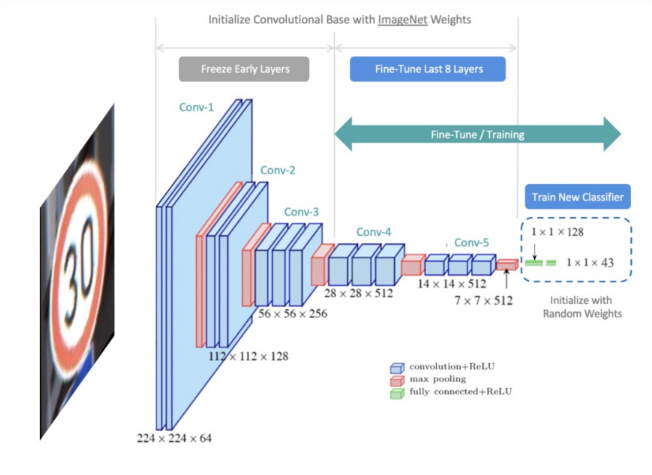 Initialize Convolutional Base with ImageNet Weights
Freeze Early Layers
Fine-Tune Last 8 Layers
Conv-1
Fine-Tune / Training
Conv-2
Train New Classifier
Conv-3
Conv-4
Conv-5
1 × 1 × 128
1 × 1 × 43
30
28 × 28 × 512
14 × 14 × 512
7 × 7 × 512
Initialize with
Random Weights
56 × 56 × 256
112 × 112 × 128
convolution+ReLU
max pooling
fully connected+ReLU
224 × 224 × 64